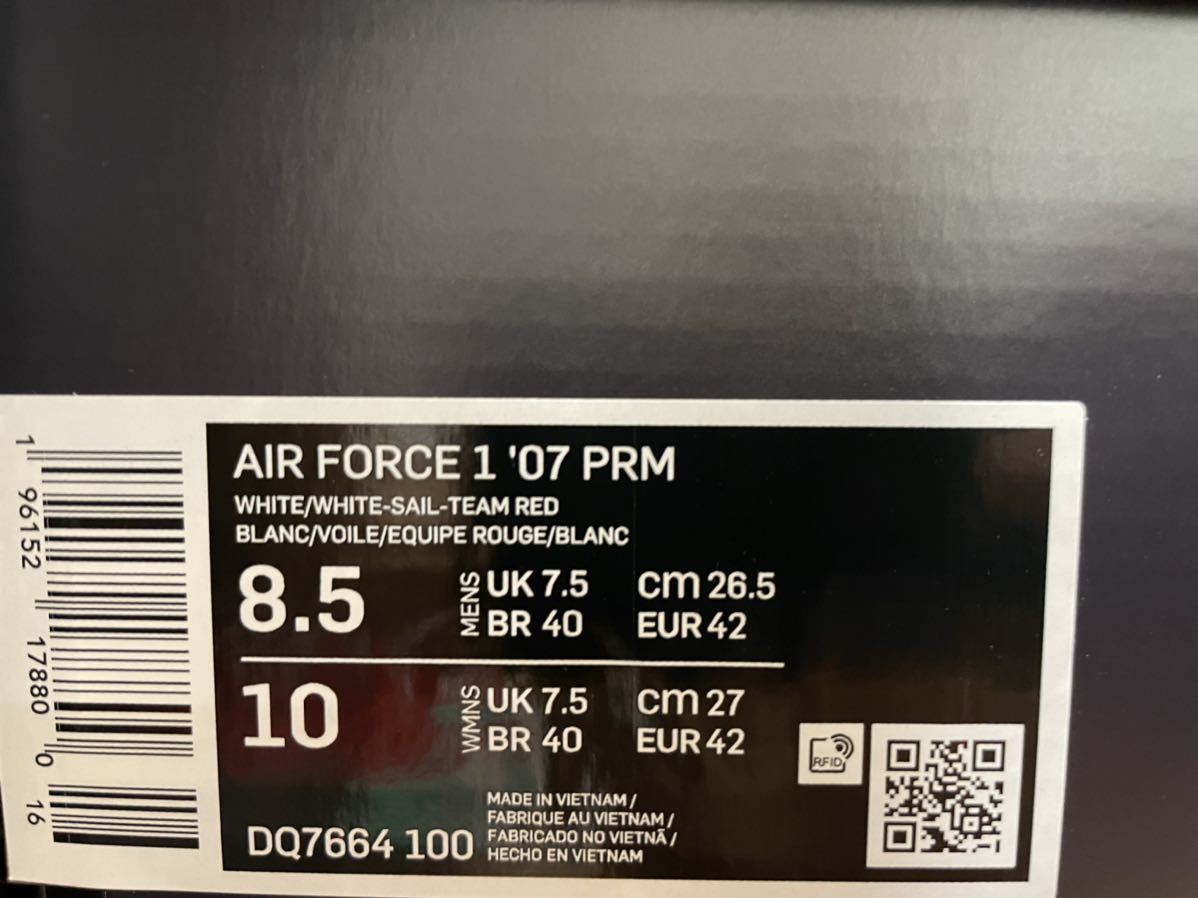 AIR FORCE 1 '07 PRM
WHITE/WHITE-SAIL-TEAM RED
BLANC/VOILE/EQUIPE ROUGE/BLANC
8.5 MENS UK 7.5 cm 26.5
BR 40 EUR 42
10 WMNS UK 7.5 cm 27
BR 40 EUR 42
RFID
DQ7664 100
MADE IN VIETNAM /
FABRIQUE AU VIETNAM /
FABRICADO NO VIETNÃ /
HECHO EN VIETNAM
1 96152 17880 0 16